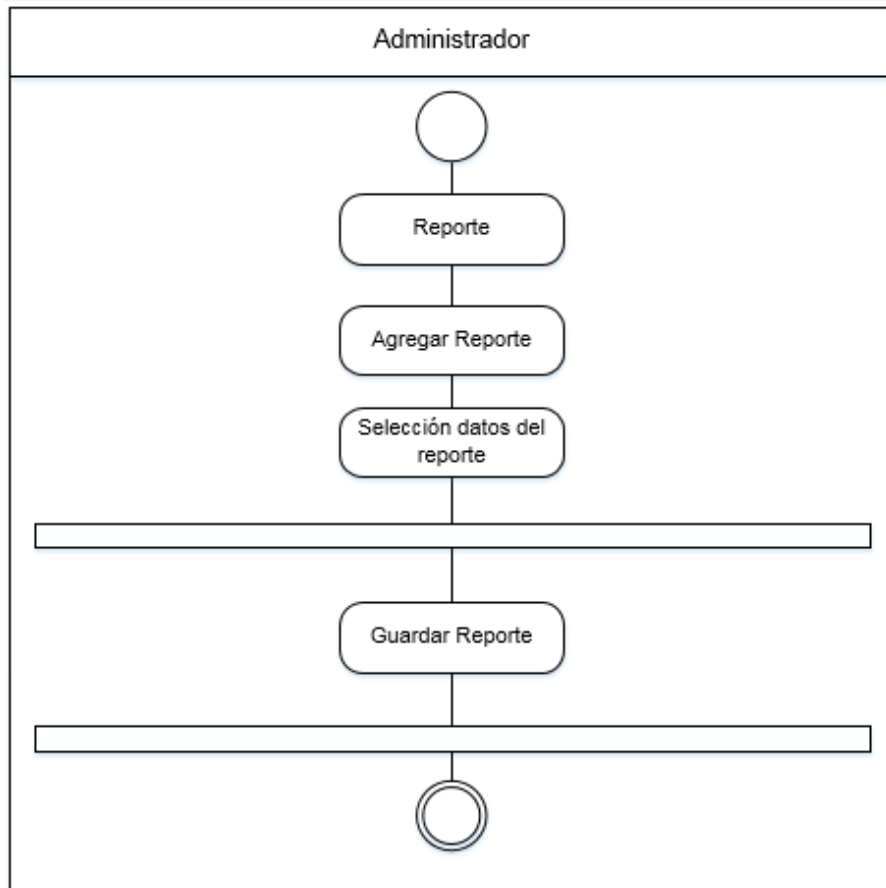 Administrador
Reporte
Agregar Reporte
Selección datos del
reporte
Guardar Reporte